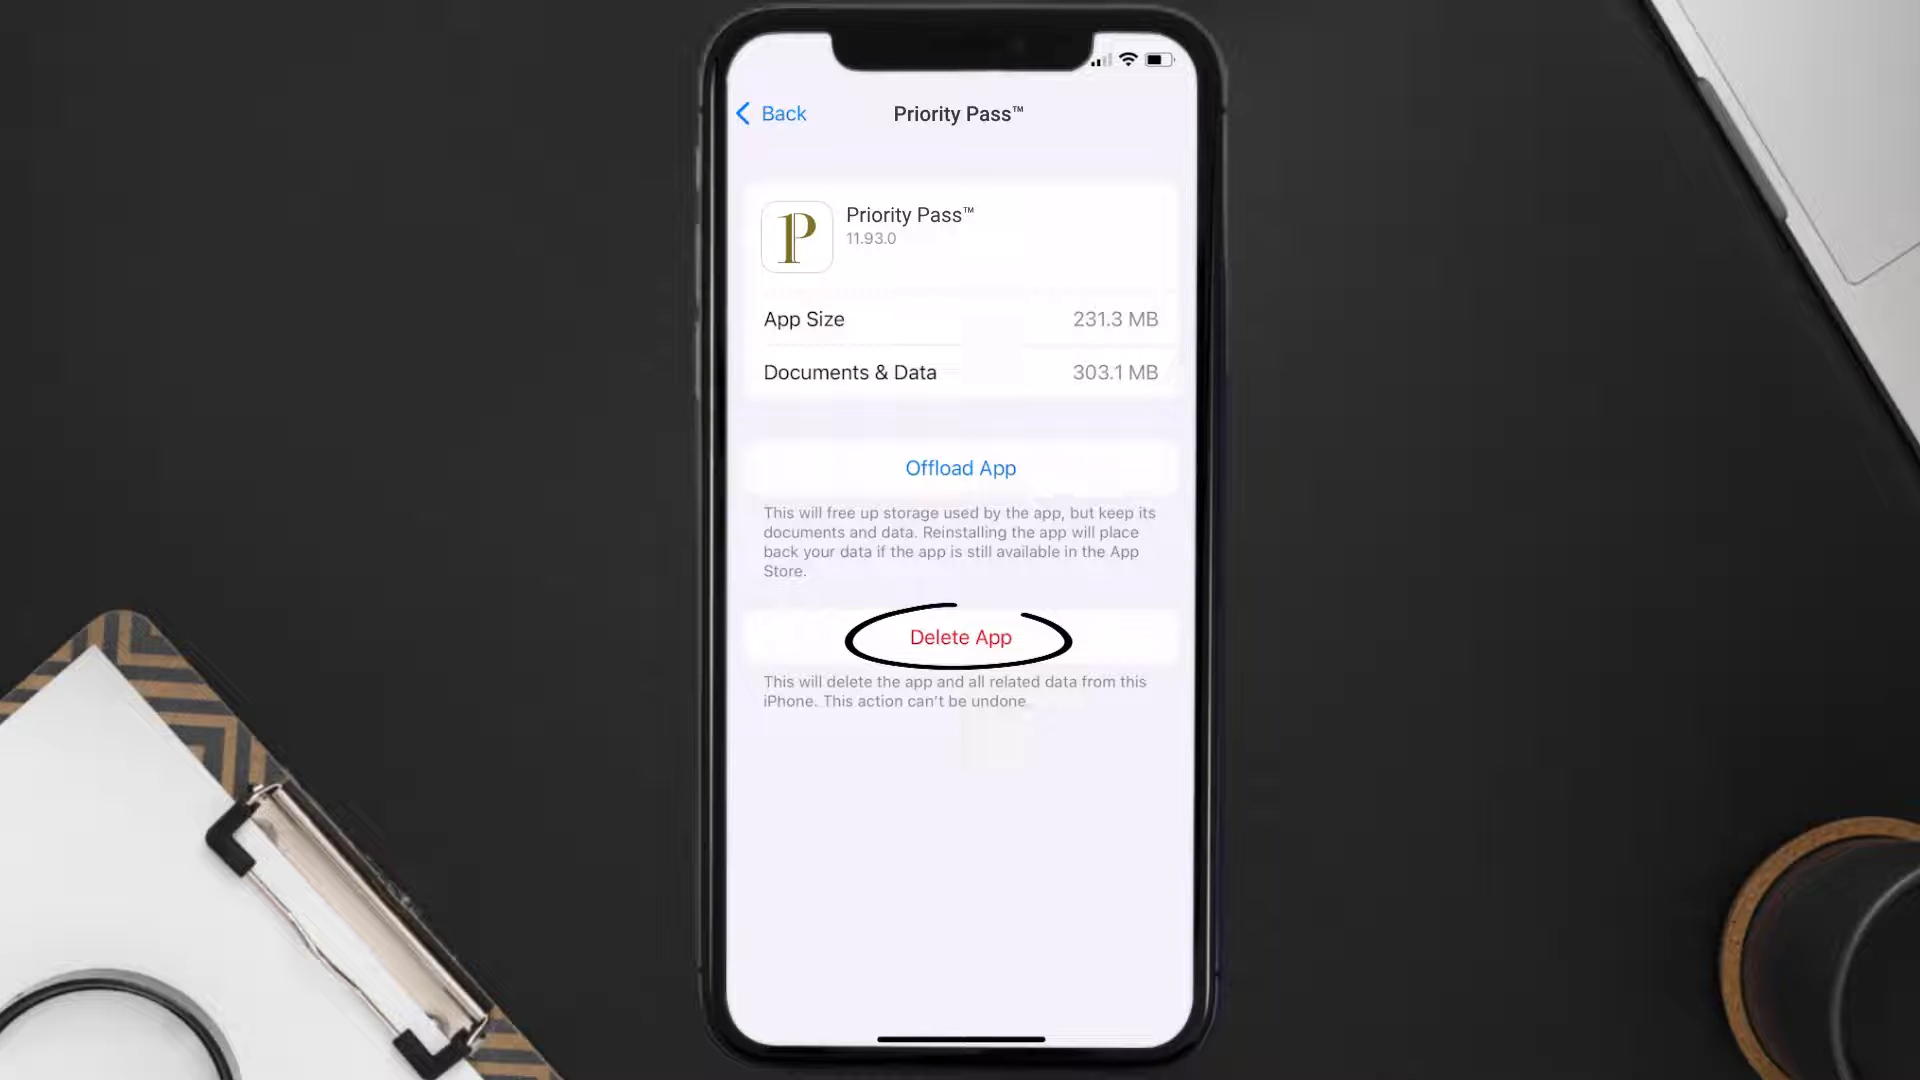 Back
Priority Pass™
P
Priority Pass™
11.93.0
App Size
231.3 MB
Documents & Data
303.1 MB
Offload App
This will free up storage used by the app, but keep its
documents and data. Reinstalling the app will place
back your data if the app is still available in the App
Store.
Delete App
This will delete the app and all related data from this
iPhone. This action can't be undone